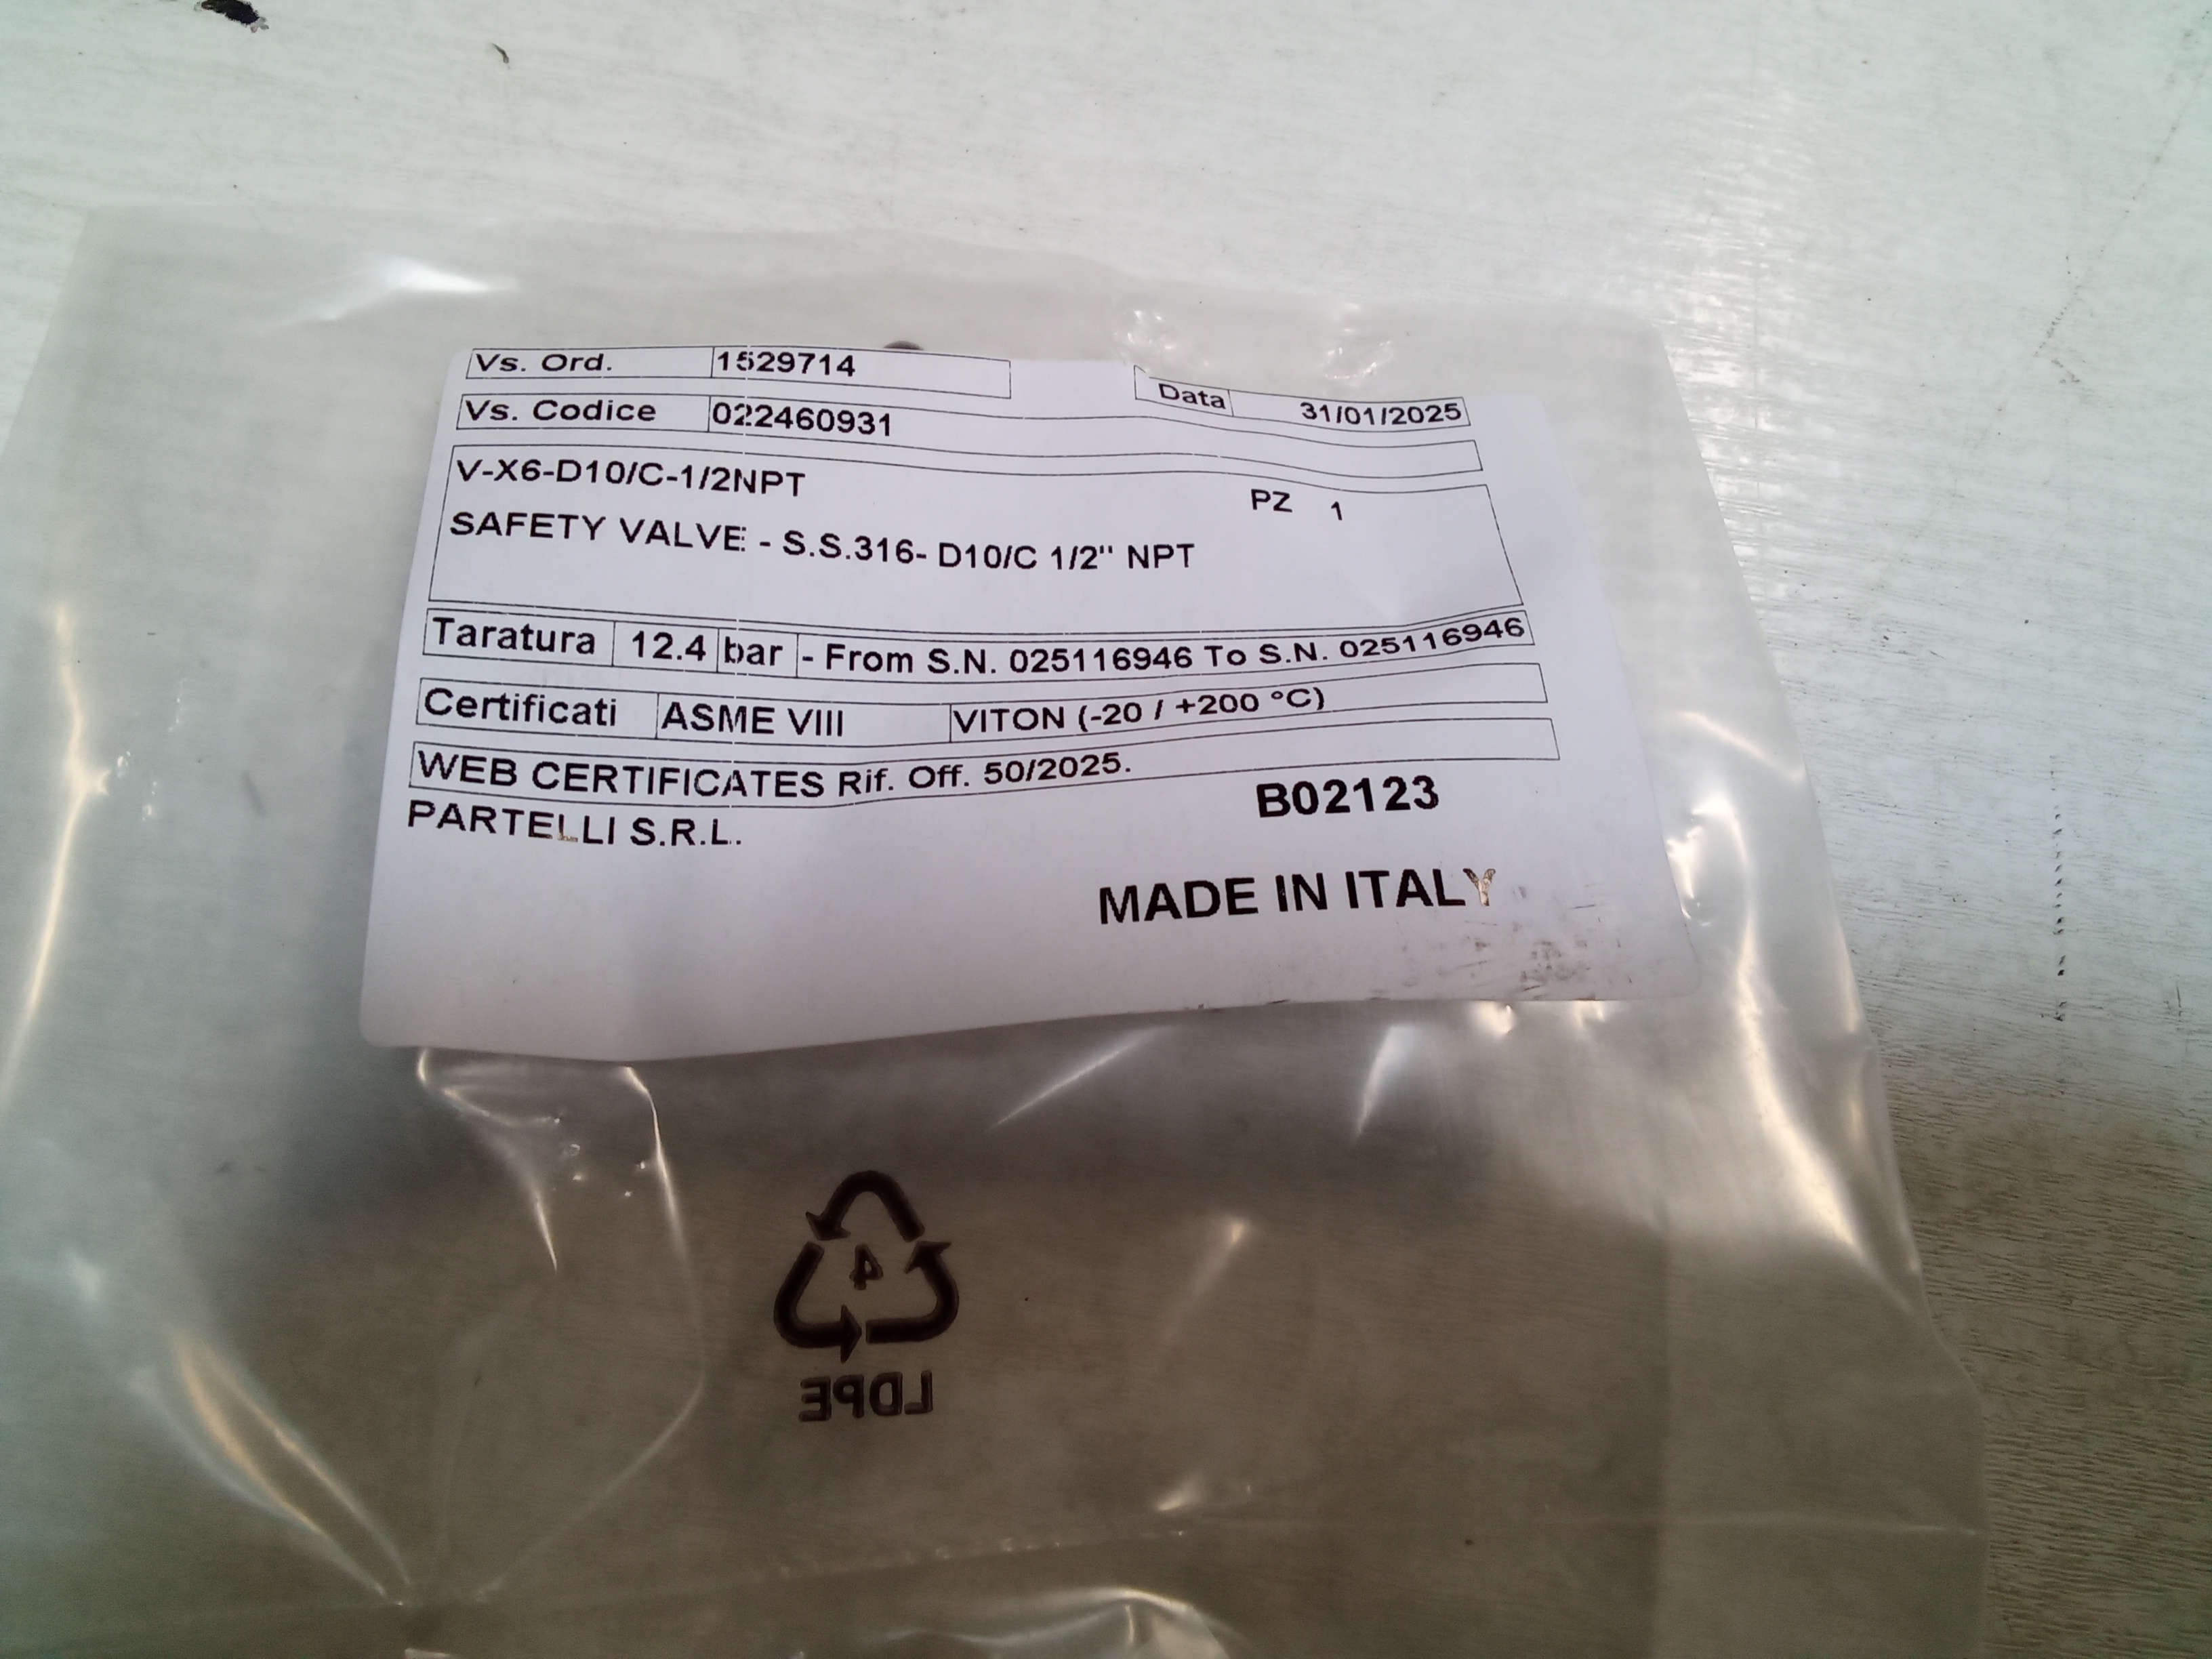 Vs. Ord. 1529714
Data 31/01/2025
Vs. Codice 022460931
V-X6-D10/C-1/2NPT
PZ 1
SAFETY VALVE - S.S.316- D10/C 1/2" NPT
Taratura 12.4 bar - From S.N. 025116946 To S.N. 025116946
Certificati ASME VIII VITON (-20 / +200 °C)
WEB CERTIFICATES Rif. Off. 50/2025.
PARTELLI S.R.L.
B02123
MADE IN ITALY
4
LDPE